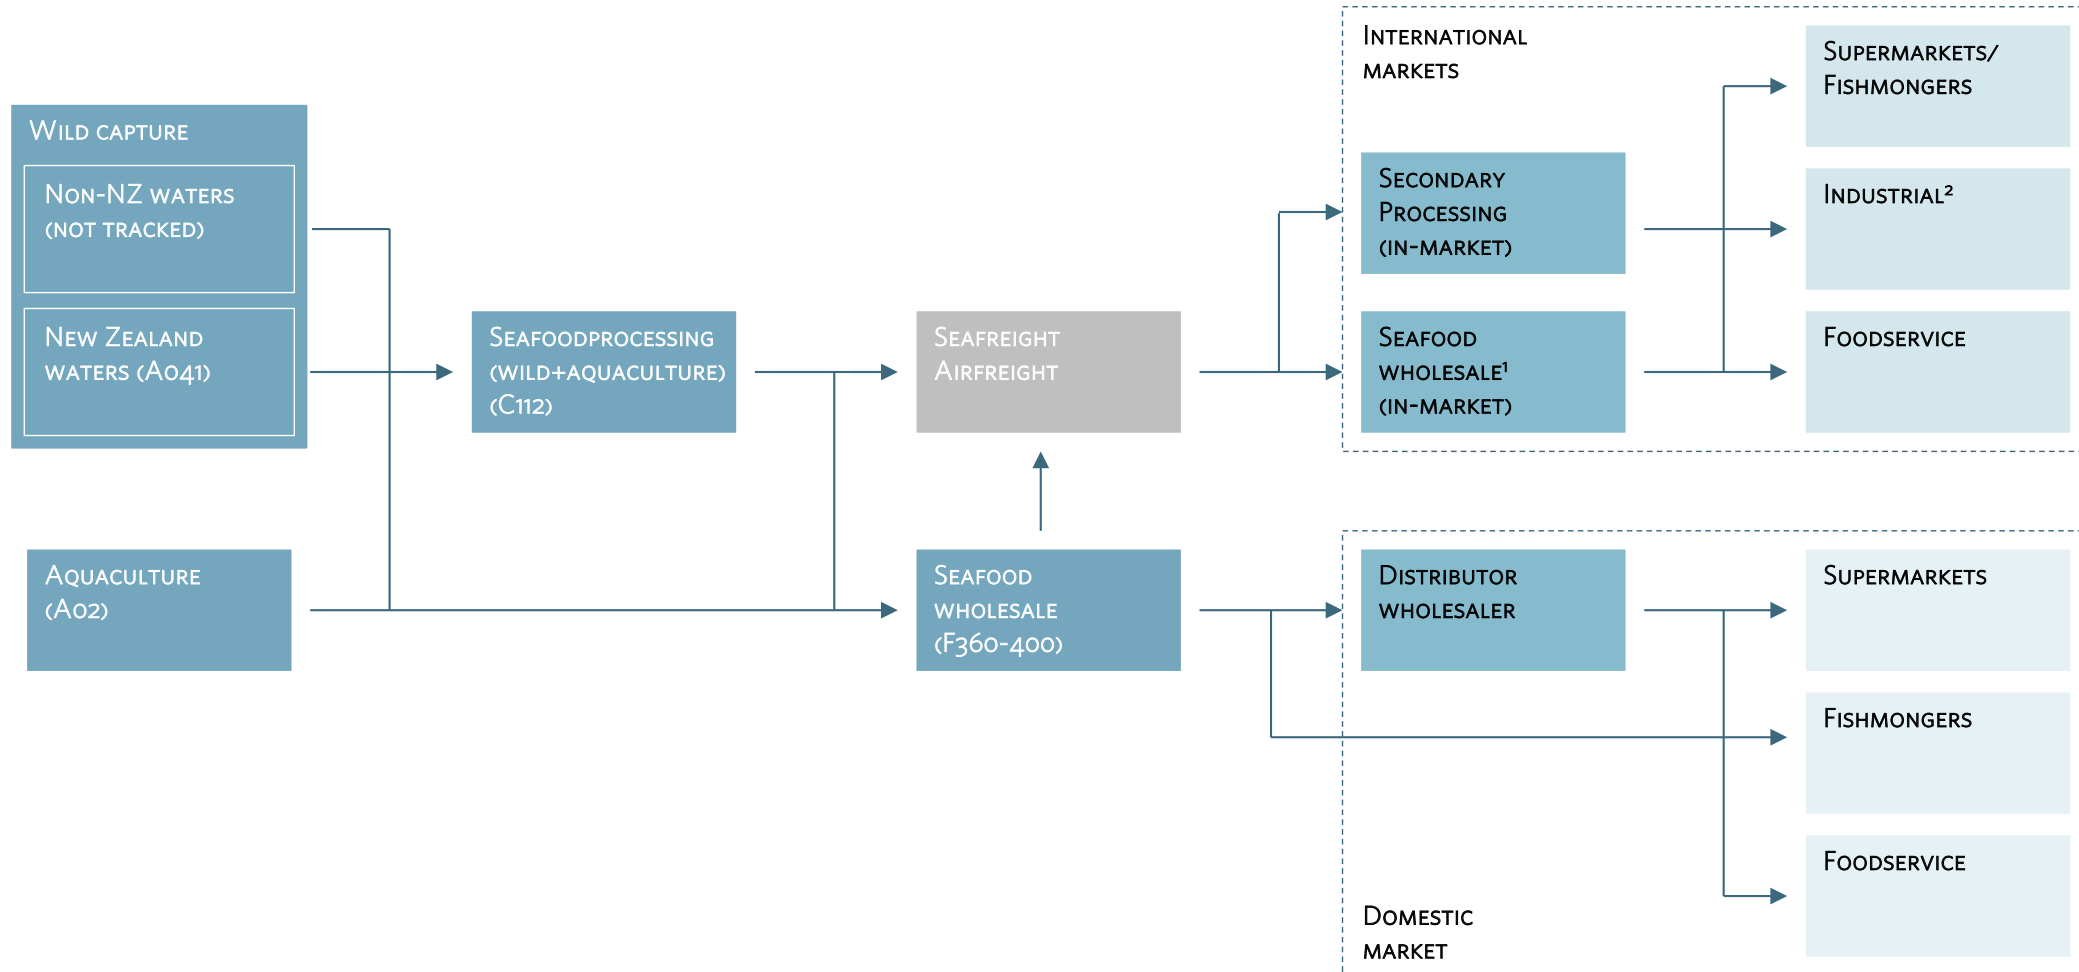 Wild capture
Non-NZ waters
(not tracked)
New Zealand
waters (A041)
Aquaculture
(A02)
Seafoodprocessing
(wild+aquaculture)
(C112)
Seafreight
Airfreight
Seafood
wholesale
(F360-400)
International
markets
Secondary
Processing
(in-market)
Seafood
wholesale¹
(in-market)
Supermarkets/
Fishmongers
Industrial²
Foodservice
Distributor
wholesaler
Supermarkets
Fishmongers
Foodservice
Domestic
market